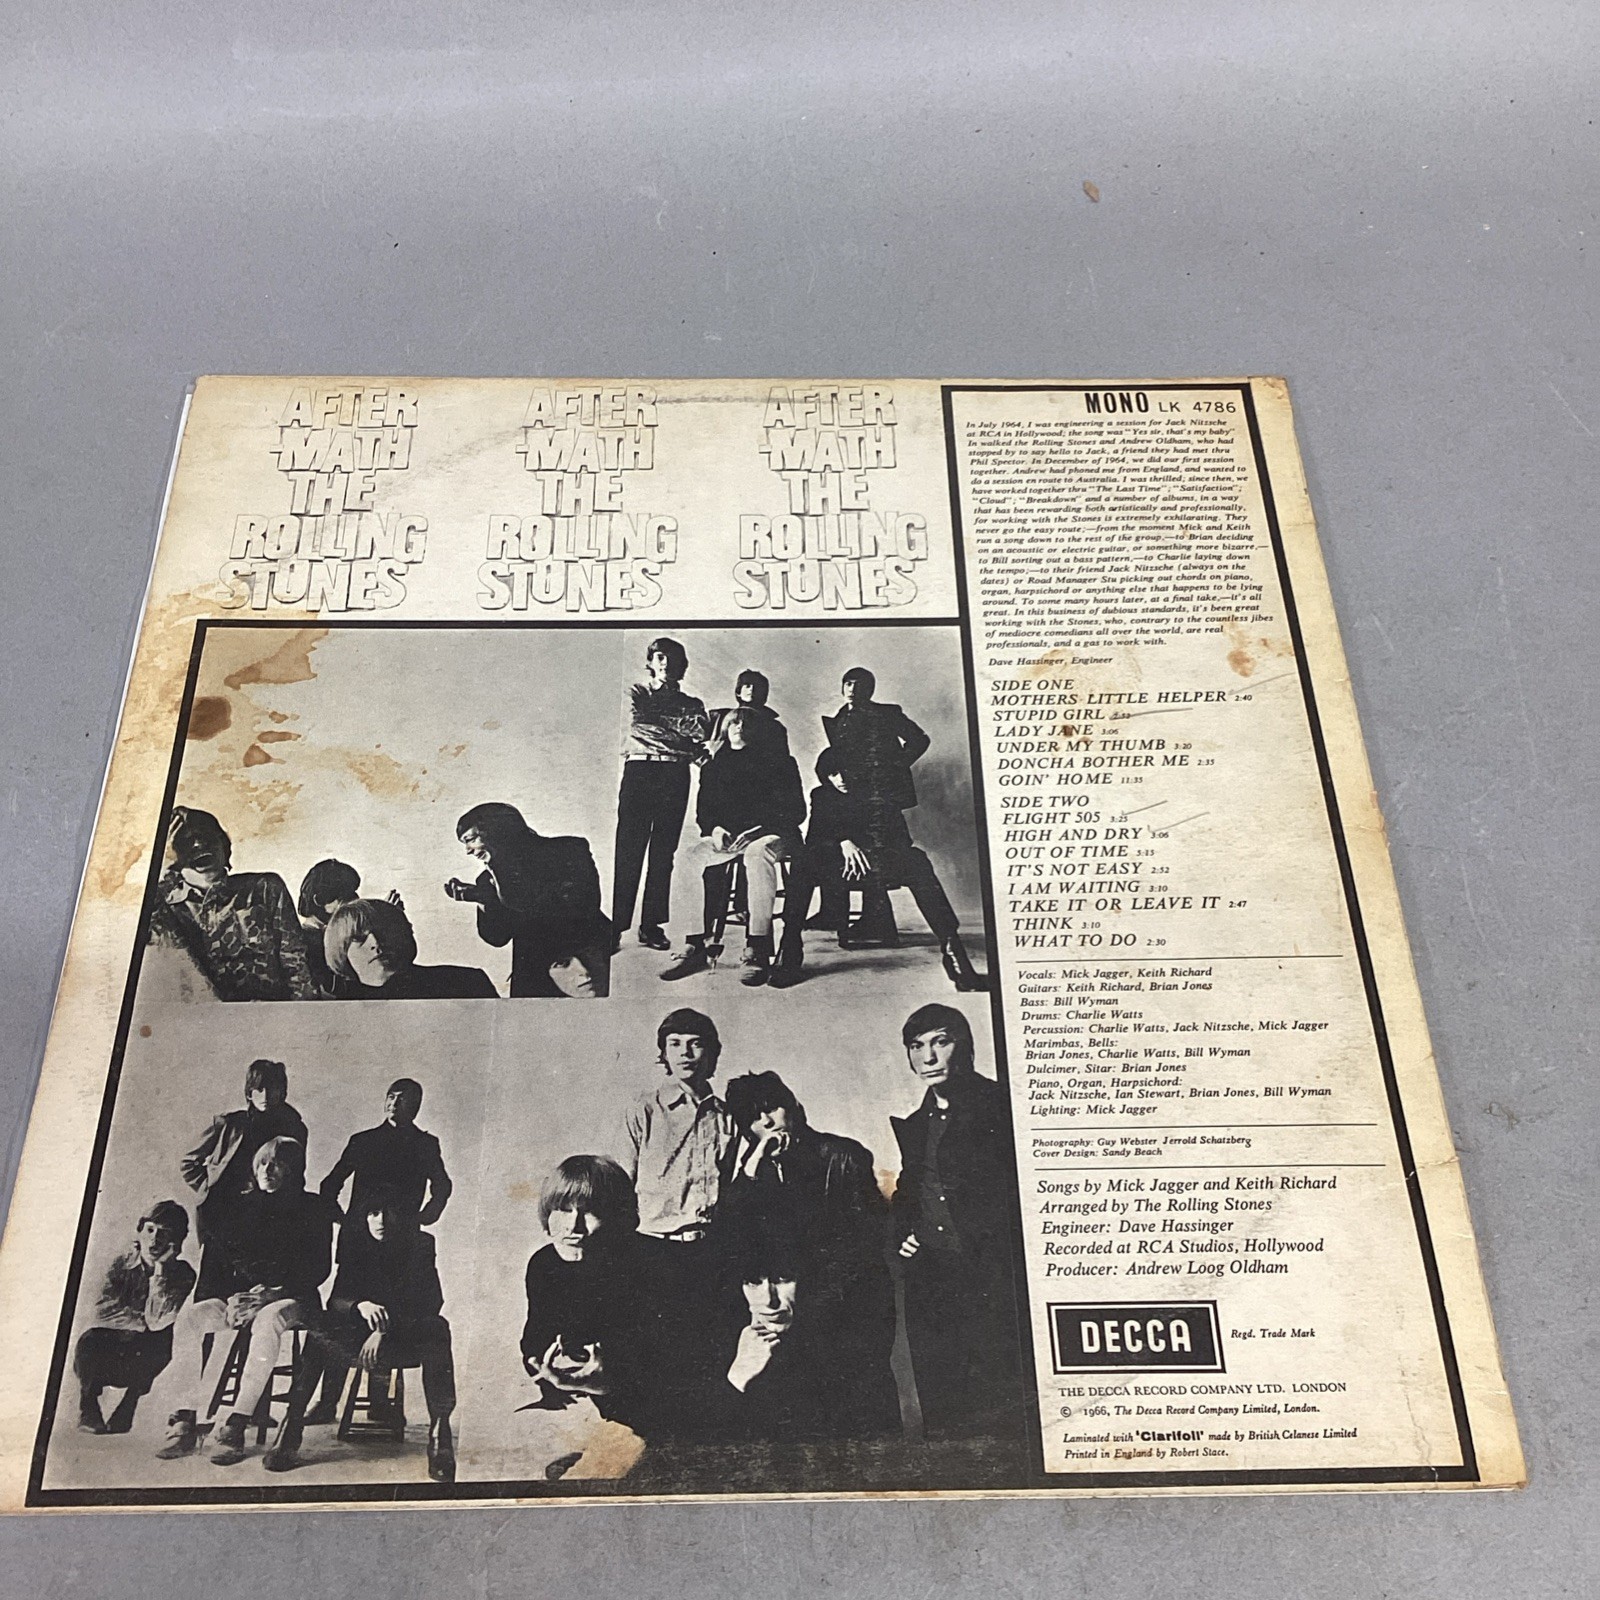 AFTER
-MATH
THE
ROLLING
STONES
AFTER
-MATH
THE
ROLLING
STONES
AFTER
-MATH
THE
ROLLING
STONES
MONO LK 4786
In July 1964, I was engineering a session for Jack Nitzsche
at RCA in Hollywood; the song was "Yes sir, that's my baby"
In walked the Rolling Stones and Andrew Oldham, who had
stopped by to say hello to Jack, a friend they had met thru
Phil Spector. In December of 1964, we did our first session
together. Andrew had phoned me from England, and wanted to
do a session en route to Australia. I was thrilled; since then, we
have worked together thru "The Last Time"; "Satisfaction";
"Cloud"; "Breakdown" and a number of albums, in a way
that has been rewarding both artistically and professionally,
for working with the Stones is extremely exhilarating. They
never go the easy route;—from the moment Mick and Keith
run a song down to the rest of the group,—to Brian deciding
on an acoustic or electric guitar, or something more bizarre,—
to Bill sorting out a bass pattern,—to Charlie laying down
the tempo;—to their friend Jack Nitzsche (always on the
dates) or Road Manager Stu picking out chords on piano,
organ, harpsichord or anything else that happens to be lying
around. To some many hours later, at a final take,—it's all
great. In this business of dubious standards, it's been great
working with the Stones, who, contrary to the countless jibes
of mediocre comedians all over the world, are real
professionals, and a gas to work with.
Dave Hassinger, Engineer
SIDE ONE
MOTHERS LITTLE HELPER 2:40
STUPID GIRL 2:52
LADY JANE 3:06
UNDER MY THUMB 3:20
DONCHA BOTHER ME 2:35
GOIN' HOME 11:35
SIDE TWO
FLIGHT 505 3:25
HIGH AND DRY 3:06
OUT OF TIME 5:15
IT'S NOT EASY 2:52
I AM WAITING 3:10
TAKE IT OR LEAVE IT 2:47
THINK 3:10
WHAT TO DO 2:30
Vocals: Mick Jagger, Keith Richard
Guitars: Keith Richard, Brian Jones
Bass: Bill Wyman
Drums: Charlie Watts
Percussion: Charlie Watts, Jack Nitzsche, Mick Jagger
Marimbas, Bells:
Brian Jones, Charlie Watts, Bill Wyman
Dulcimer, Sitar: Brian Jones
Piano, Organ, Harpsichord:
Jack Nitzsche, Ian Stewart, Brian Jones, Bill Wyman
Lighting: Mick Jagger
Photography: Guy Webster Jerrold Schatzberg
Cover Design: Sandy Beach
Songs by Mick Jagger and Keith Richard
Arranged by The Rolling Stones
Engineer: Dave Hassinger
Recorded at RCA Studios, Hollywood
Producer: Andrew Loog Oldham
DECCA Regd. Trade Mark
THE DECCA RECORD COMPANY LTD. LONDON
© 1966, The Decca Record Company Limited, London.
Laminated with 'Clarifoil' made by British Celanese Limited
Printed in England by Robert Stace.